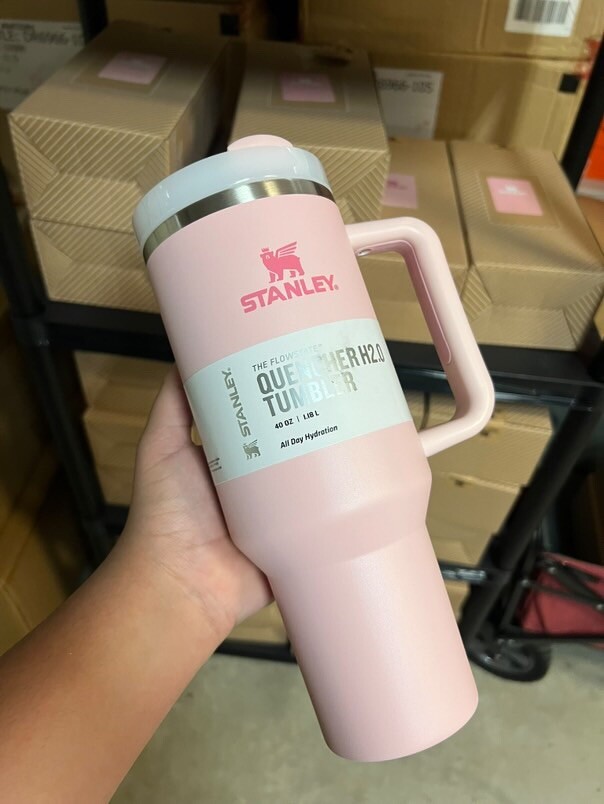 STANLEY®
STANLEY.
THE FLOWSTATE
QUENCHER H2.0
TUMBLER
40 OZ | 1.18 L
All Day Hydration